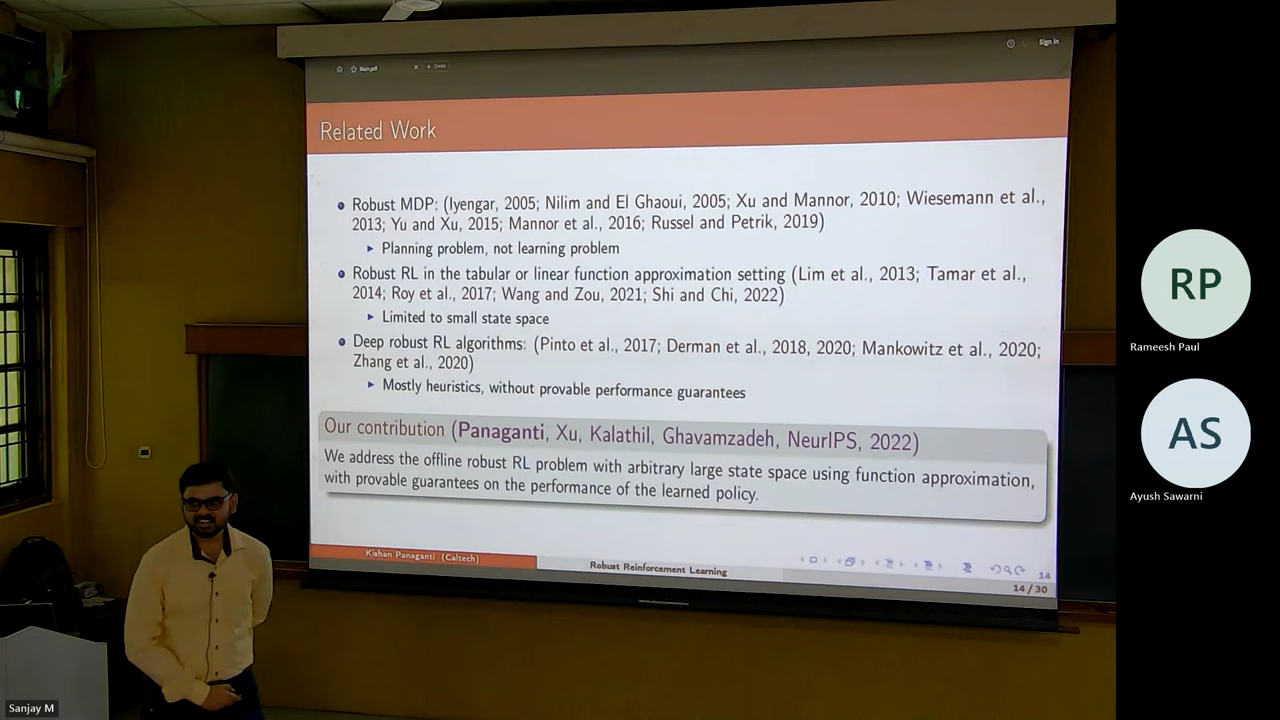 Sign in
Main.pdf
+ Create
Related Work
Robust MDP: (Iyengar, 2005; Nilim and El Ghaoui, 2005; Xu and Mannor, 2010; Wiesemann et al.,
2013; Yu and Xu, 2015; Mannor et al., 2016; Russel and Petrik, 2019)
Planning problem, not learning problem
Robust RL in the tabular or linear function approximation setting (Lim et al., 2013; Tamar et al.,
2014; Roy et al., 2017; Wang and Zou, 2021; Shi and Chi, 2022)
Limited to small state space
Deep robust RL algorithms: (Pinto et al., 2017; Derman et al., 2018, 2020; Mankowitz et al., 2020;
Zhang et al., 2020)
Mostly heuristics, without provable performance guarantees
Our contribution (Panaganti, Xu, Kalathil, Ghavamzadeh, NeurIPS, 2022)
We address the offline robust RL problem with arbitrary large state space using function approximation,
with provable guarantees on the performance of the learned policy.
Kishan Panaganti (Caltech)
Robust Reinforcement Learning
14
14 / 30
RP
Rameesh Paul
AS
Ayush Sawarni
Sanjay M